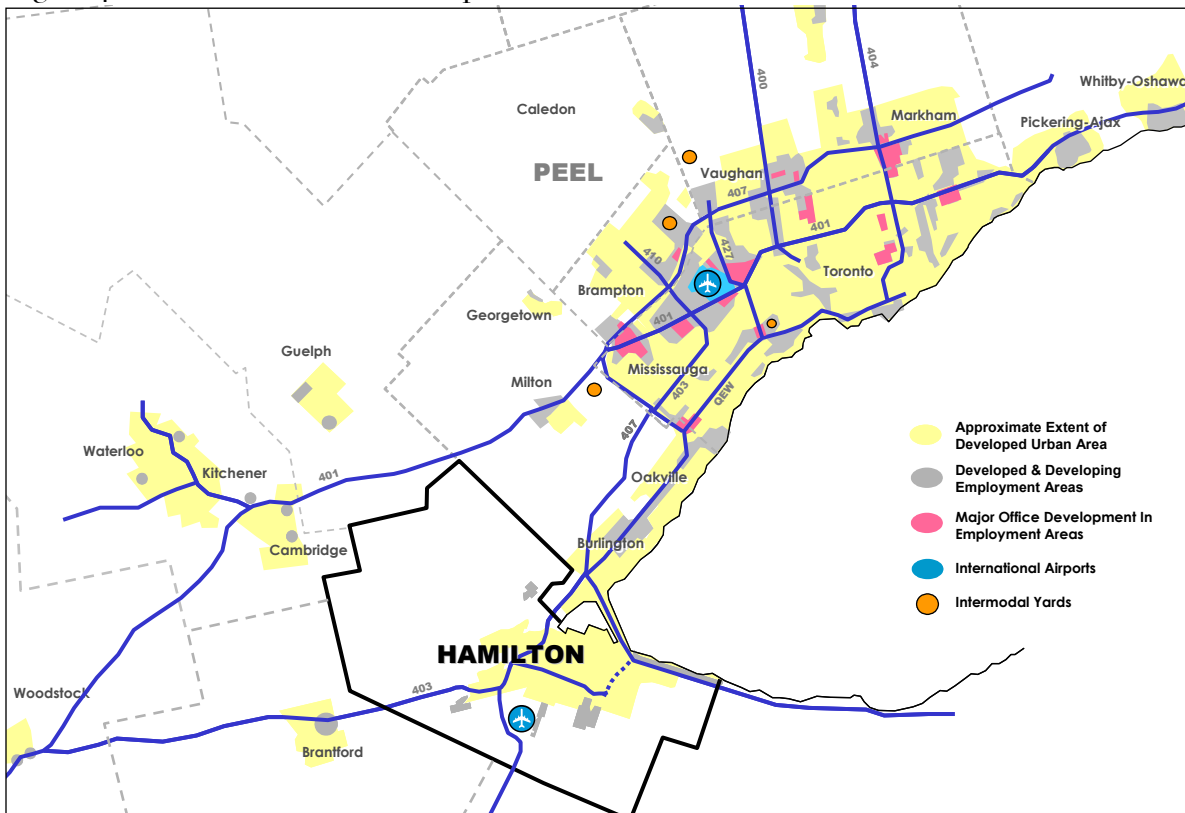 Whitby-Oshawa
400
404
Caledon
Markham
Pickering-Ajax
PEEL
Vaughan
407
401
427
410
Toronto
Brampton
Georgetown
401
Guelph
Mississauga
Milton
403
QEW
407
Approximate Extent of
Developed Urban Area
Waterloo
Kitchener
401
Oakville
Developed & Developing
Employment Areas
Major Office Development In
Employment Areas
Cambridge
Burlington
International Airports
Intermodal Yards
HAMILTON
Woodstock
403
Brantford